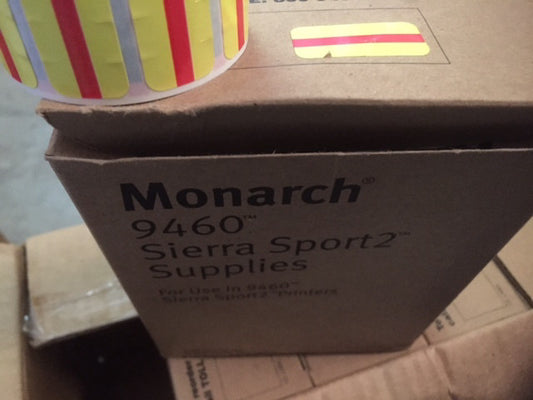 Monarch®
9460™
Sierra Sport2™
Supplies
For Use In 9460™
Sierra Sport2™ Printers